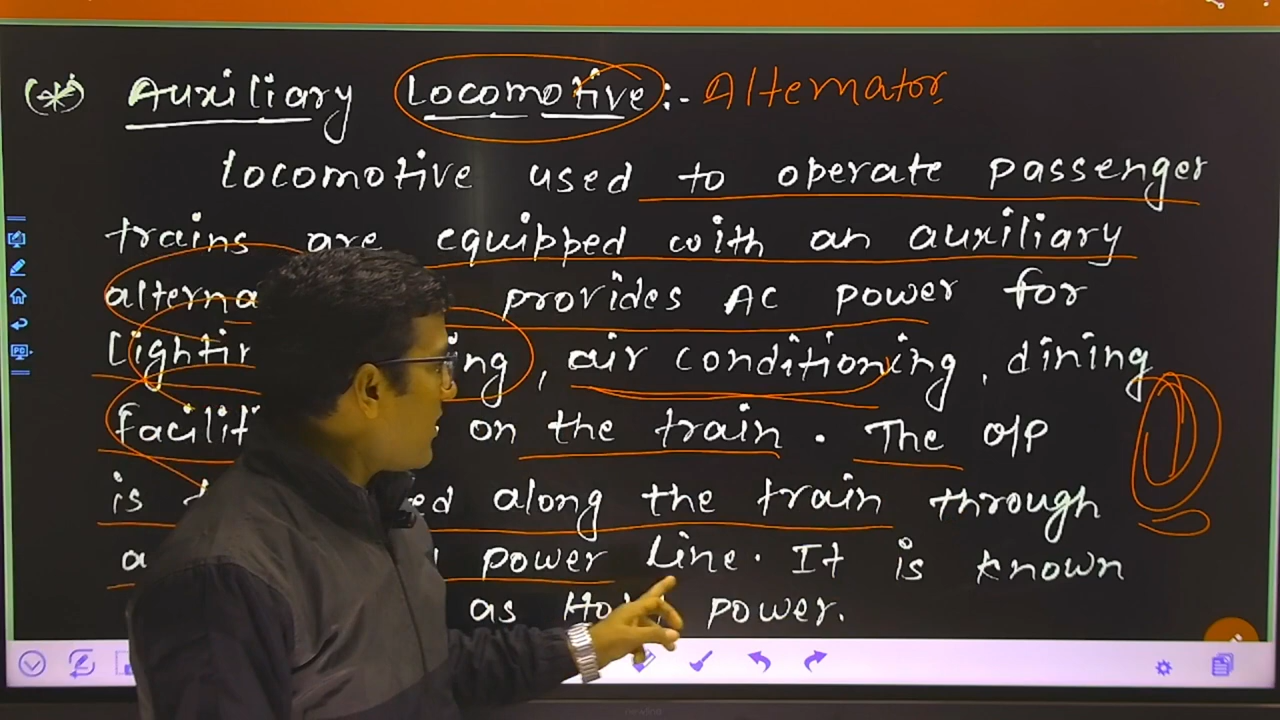 (*) Auxiliary Locomotive :- Alternator.
Locomotive used to operate passenger
trains are equipped with an auxiliary
alterna provides AC power for
Lightin ing, air conditioning, dining
facilit on the train. The O/P
is ed along the train through
a power Line. It is known
as power.